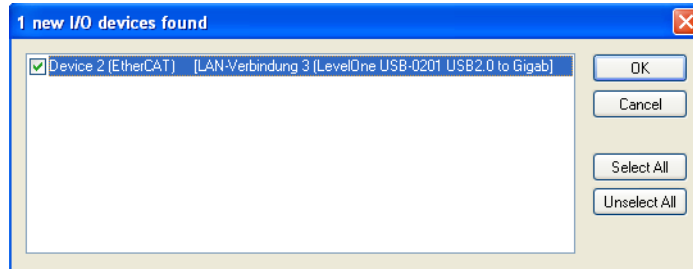 1 new I/O devices found
Device 2 (EtherCAT) [LAN-Verbindung 3 (LevelOne USB-0201 USB2.0 to Gigab]
OK
Cancel
Select All
Unselect All